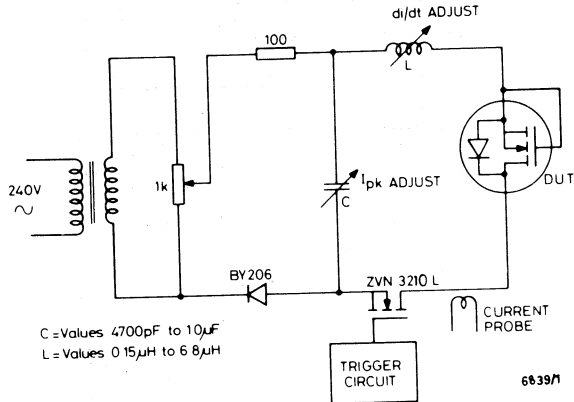 di/dt ADJUST
100
L
240V
1k
Ipk ADJUST
C
DUT
BY206
ZVN 3210 L
CURRENT
PROBE
C = Values 4700pF to 10µF
L = Values 0 15µH to 6 8µH
TRIGGER
CIRCUIT
6839/1